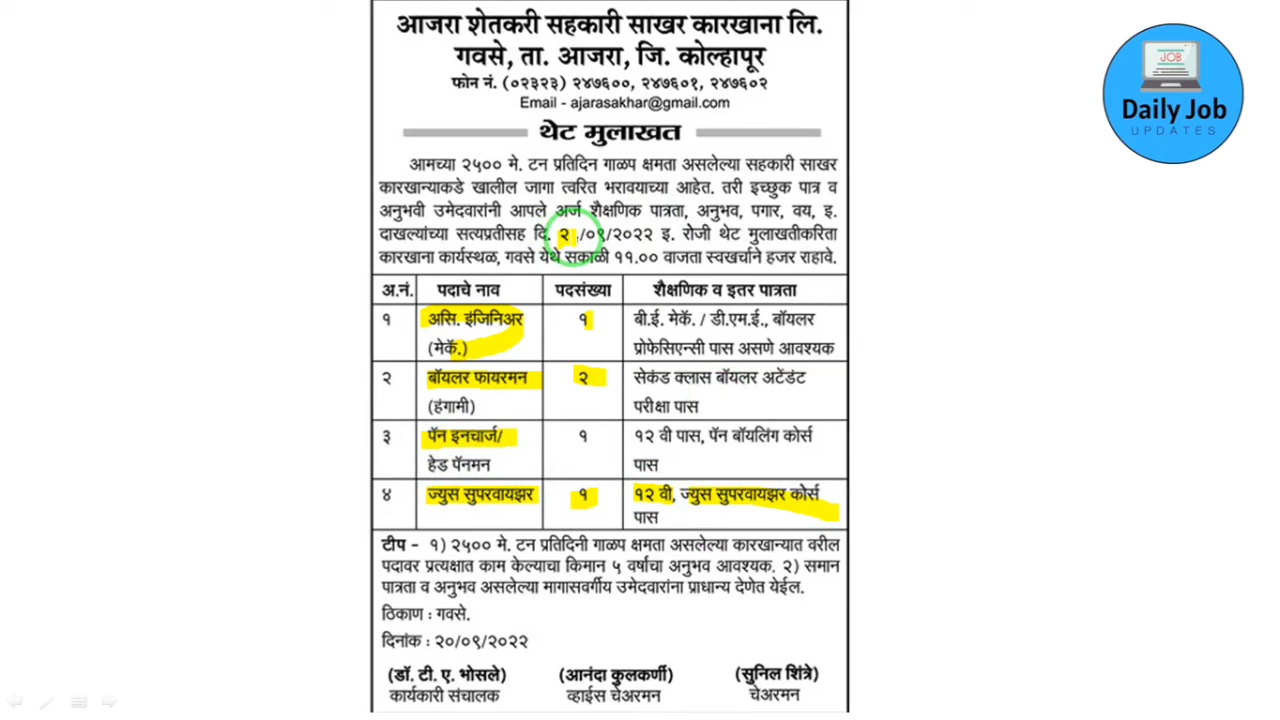 आजरा शेतकरी सहकारी साखर कारखाना लि.
गवसे, ता. आजरा, जि. कोल्हापूर
फोन नं. (०२३२३) २४७६००, २४७६०१, २४७६०२
Email - ajarasakhar@gmail.com
थेट मुलाखत
आमच्या २५०० मे. टन प्रतिदिन गाळप क्षमता असलेल्या सहकारी साखर
कारखान्याकडे खालील जागा त्वरित भरावयाच्या आहेत. तरी इच्छुक पात्र व
अनुभवी उमेदवारांनी आपले अर्ज शैक्षणिक पात्रता, अनुभव, पगार, वय, इ.
दाखल्यांच्या सत्यप्रतीसह दि. /०९/२०२२ इ. रोजी थेट मुलाखतीकरिता
कारखाना कार्यस्थळ, गवसे येथे सकाळी ११.०० वाजता स्वखर्चाने हजर राहावे.
अ.नं. पदाचे नाव पदसंख्या शैक्षणिक व इतर पात्रता
१ असि. इंजिनिअर १ बी.ई. मेकॅ. / डी.एम.ई., बॉयलर
(मेकॅ.) प्रोफेसिएन्सी पास असणे आवश्यक
२ बॉयलर फायरमन २ सेकंड क्लास बॉयलर अटेंडंट
(हंगामी) परीक्षा पास
३ पॅन इनचार्ज/ १ १२ वी पास, पॅन बॉयलिंग कोर्स
हेड पॅनमन पास
४ ज्युस सुपरवायझर १ १२ वी, ज्युस सुपरवायझर कोर्स
पास
टीप - १) २५०० मे. टन प्रतिदिनी गाळप क्षमता असलेल्या कारखान्यात वरील
पदावर प्रत्यक्षात काम केल्याचा किमान ५ वर्षाचा अनुभव आवश्यक. २) समान
पात्रता व अनुभव असलेल्या मागासवर्गीय उमेदवारांना प्राधान्य देणेत येईल.
ठिकाण : गवसे.
दिनांक : २०/०९/२०२२
(डॉ. टी. ए. भोसले) (आनंदा कुलकर्णी) (सुनिल शिंत्रे)
कार्यकारी संचालक व्हाईस चेअरमन चेअरमन
JOB
Daily Job
UPDATES